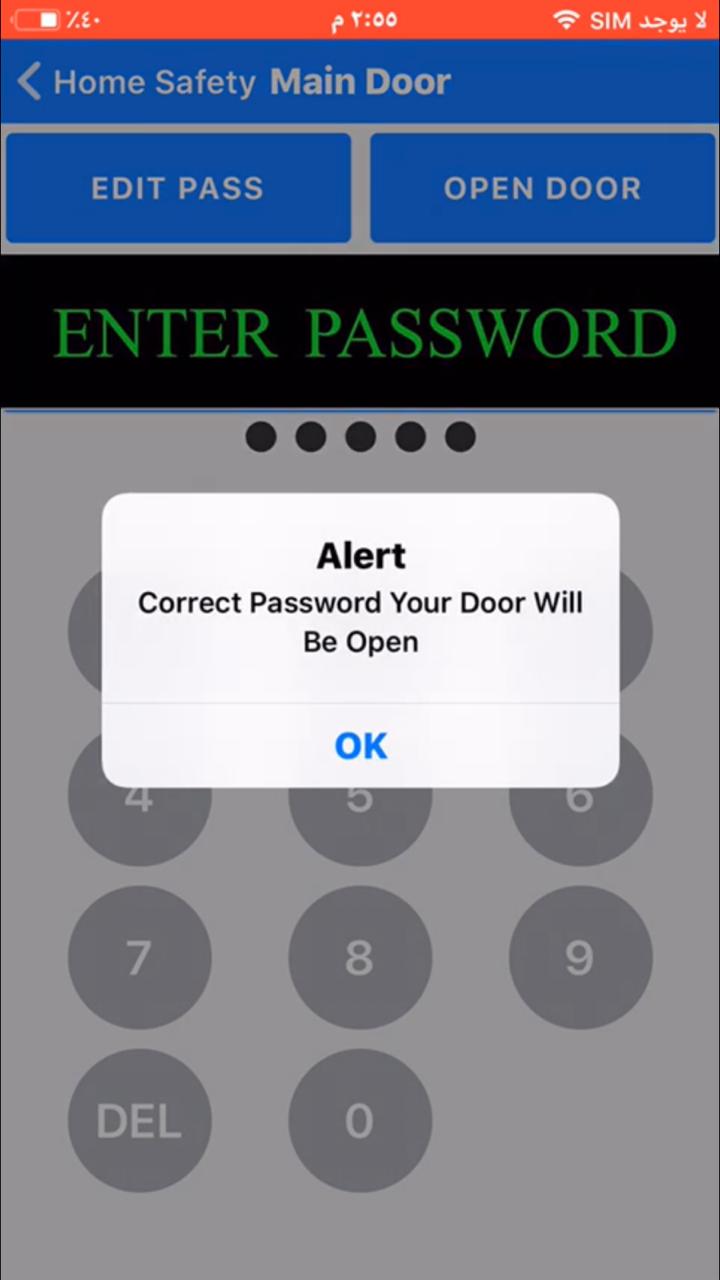 لا يوجد SIM ٢:٥٥ م ٪٤٠
Home Safety Main Door
EDIT PASS OPEN DOOR
ENTER PASSWORD
Alert
Correct Password Your Door Will
Be Open
OK
4 5 6
7 8 9
DEL 0